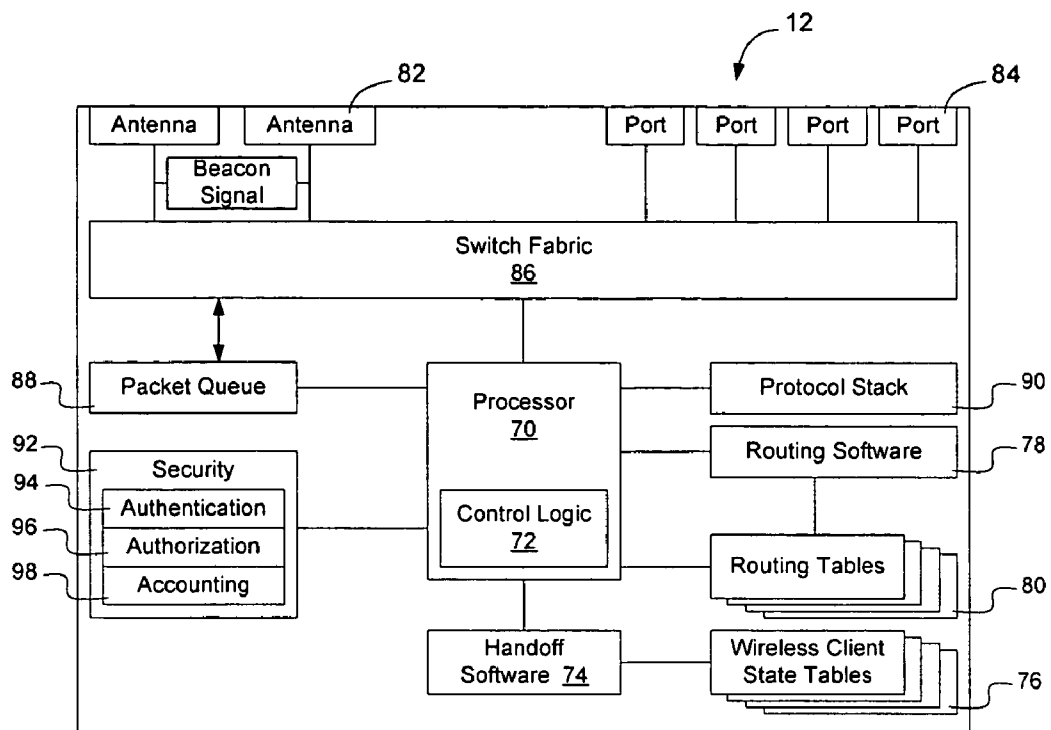 12
82
84
Antenna
Antenna
Port
Port
Port
Port
Beacon
Signal
Switch Fabric
86
88
Packet Queue
Processor
70
Protocol Stack
90
92
Security
Routing Software
78
94
Authentication
Control Logic
72
96
Authorization
Routing Tables
98
Accounting
80
Handoff
Software 74
Wireless Client
State Tables
76